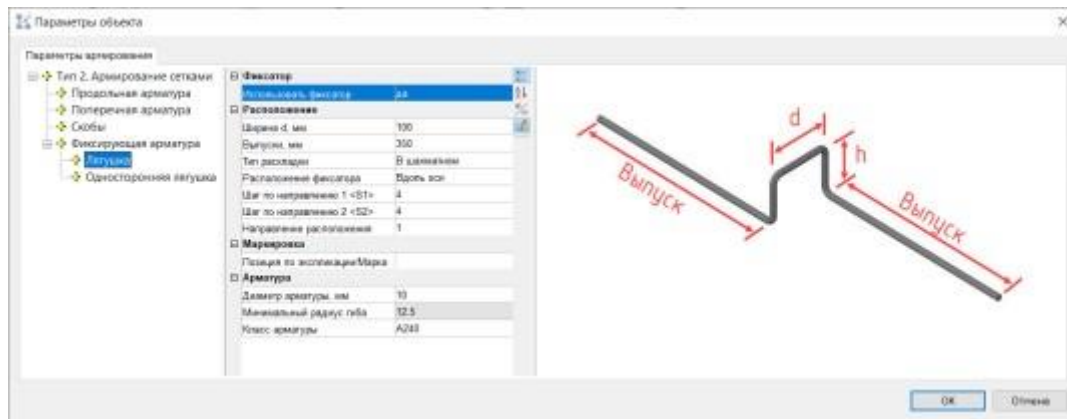 Параметры объекта
Параметры армирования
Тип 2. Армирование сетками
Продольная арматура
Поперечная арматура
Скобы
Фиксирующая арматура
Лягушка
Односторонняя лягушка
Фиксатор
Использовать фиксатор да
Расположение
Ширина d, мм 100
Выпуски, мм 350
Тип раскладки В шахматном
Расположение фиксатора Вдоль оси
Шаг по направлению 1 <S1> 4
Шаг по направлению 2 <S2> 4
Направление расположения 1
Маркировка
Позиция по экспликации/Марка
Арматура
Диаметр арматуры, мм 10
Минимальный радиус гиба 12.5
Класс арматуры А240
d
h
Выпуск
Выпуск
OK
Отмена